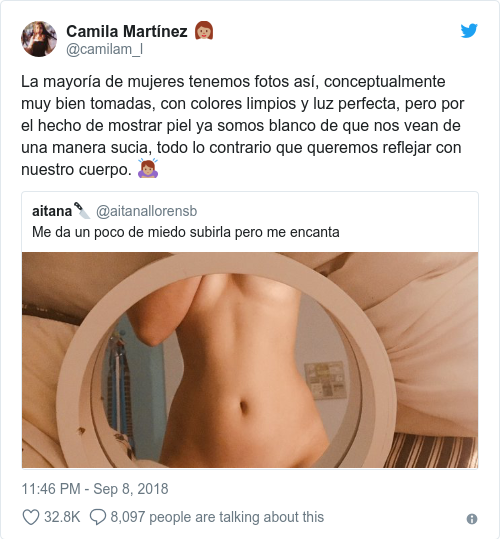 Camila Martínez 👩🏽‍🦰
@camilam_l
La mayoría de mujeres tenemos fotos así, conceptualmente
muy bien tomadas, con colores limpios y luz perfecta, pero por
el hecho de mostrar piel ya somos blanco de que nos vean de
una manera sucia, todo lo contrario que queremos reflejar con
nuestro cuerpo. 🙇🏽‍♀️
aitana🔪 @aitanallorensb
Me da un poco de miedo subirla pero me encanta
11:46 PM - Sep 8, 2018
32.8K 8,097 people are talking about this